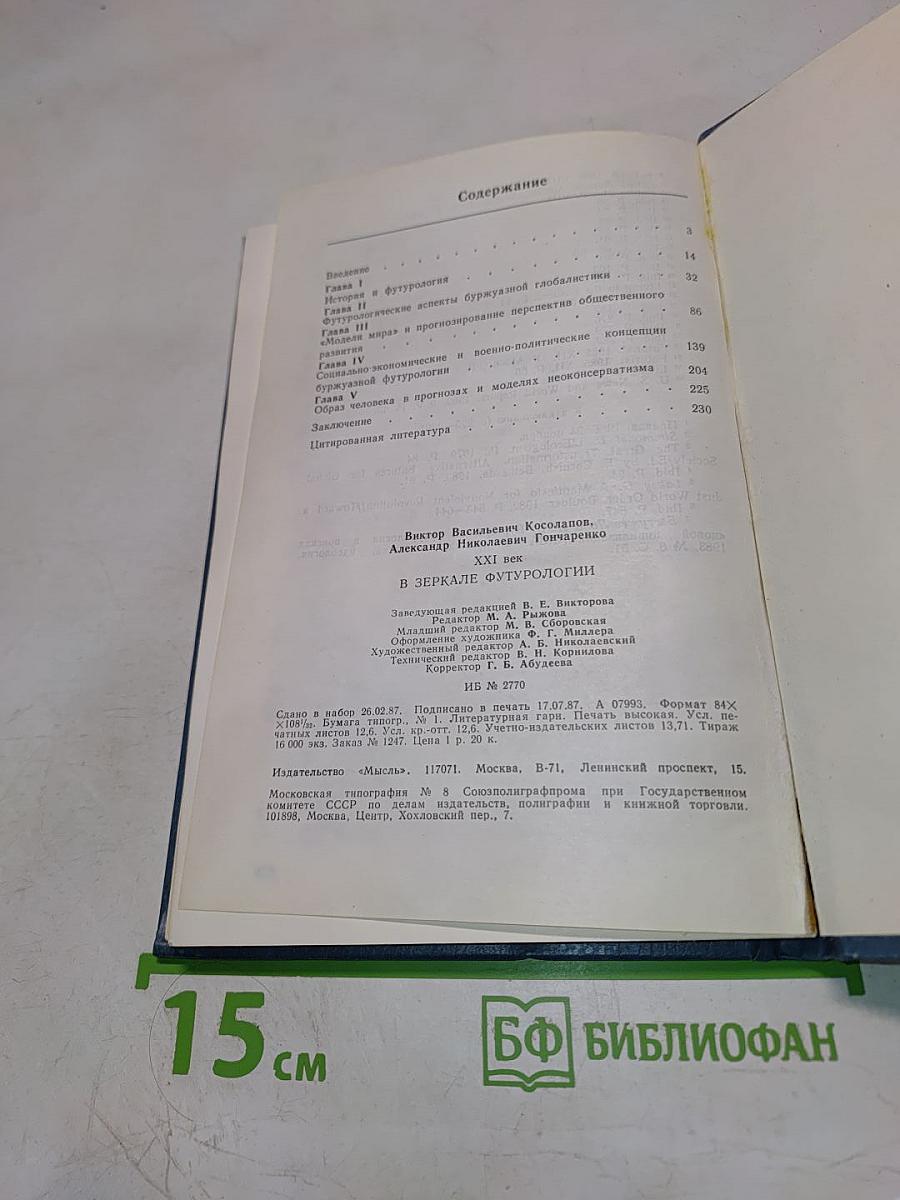 Содержание
Введение . . . . . . . . . . . . . . . 3
Глава I
История и футурология . . . . . . . . . . 14
Глава II
Футурологические аспекты буржуазной глобалистики . . . 32
Глава III
«Модели мира» и прогнозирование перспектив общественного
развития . . . . . . . . . . . . . . 86
Глава IV
Социально-экономические и военно-политические концепции
буржуазной футурологии . . . . . . . . . . 139
Глава V
Образ человека в прогнозах и моделях неоконсерватизма 204
Заключение . . . . . . . . . . . . . . 225
Цитированная литература . . . . . . . . . . 230
Виктор Васильевич Косолапов,
Александр Николаевич Гончаренко
XXI век
В ЗЕРКАЛЕ ФУТУРОЛОГИИ
Заведующая редакцией В. Е. Викторова
Редактор М. А. Рыжова
Младший редактор М. В. Сборовская
Оформление художника Ф. Г. Миллера
Художественный редактор А. Б. Николаевский
Технический редактор В. Н. Корнилова
Корректор Г. Б. Абудеева
ИБ № 2770
Сдано в набор 26.02.87. Подписано в печать 17.07.87. А 07993. Формат 84×
×108¹/₃₂. Бумага типогр., № 1. Литературная гарн. Печать высокая. Усл. пе-
чатных листов 12,6. Усл. кр.-отт. 12,6. Учетно-издательских листов 13,71. Тираж
16 000 экз. Заказ № 1247. Цена 1 р. 20 к.
Издательство «Мысль». 117071. Москва, В-71, Ленинский проспект, 15.
Московская типография № 8 Союзполиграфпрома при Государственном
комитете СССР по делам издательств, полиграфии и книжной торговли.
101898, Москва, Центр, Хохловский пер., 7.
15 см
БФ БИБЛИОФАН